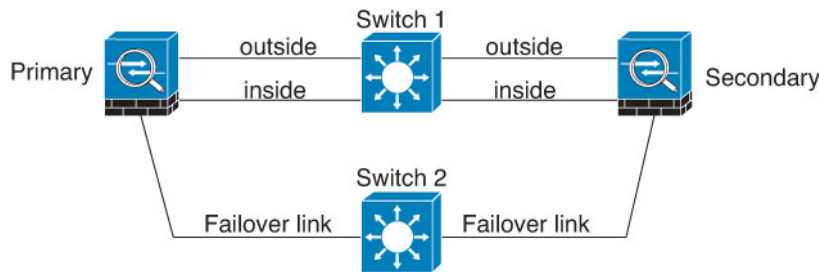 Switch 1
outside
outside
Primary
Secondary
inside
inside
Switch 2
Failover link
Failover link